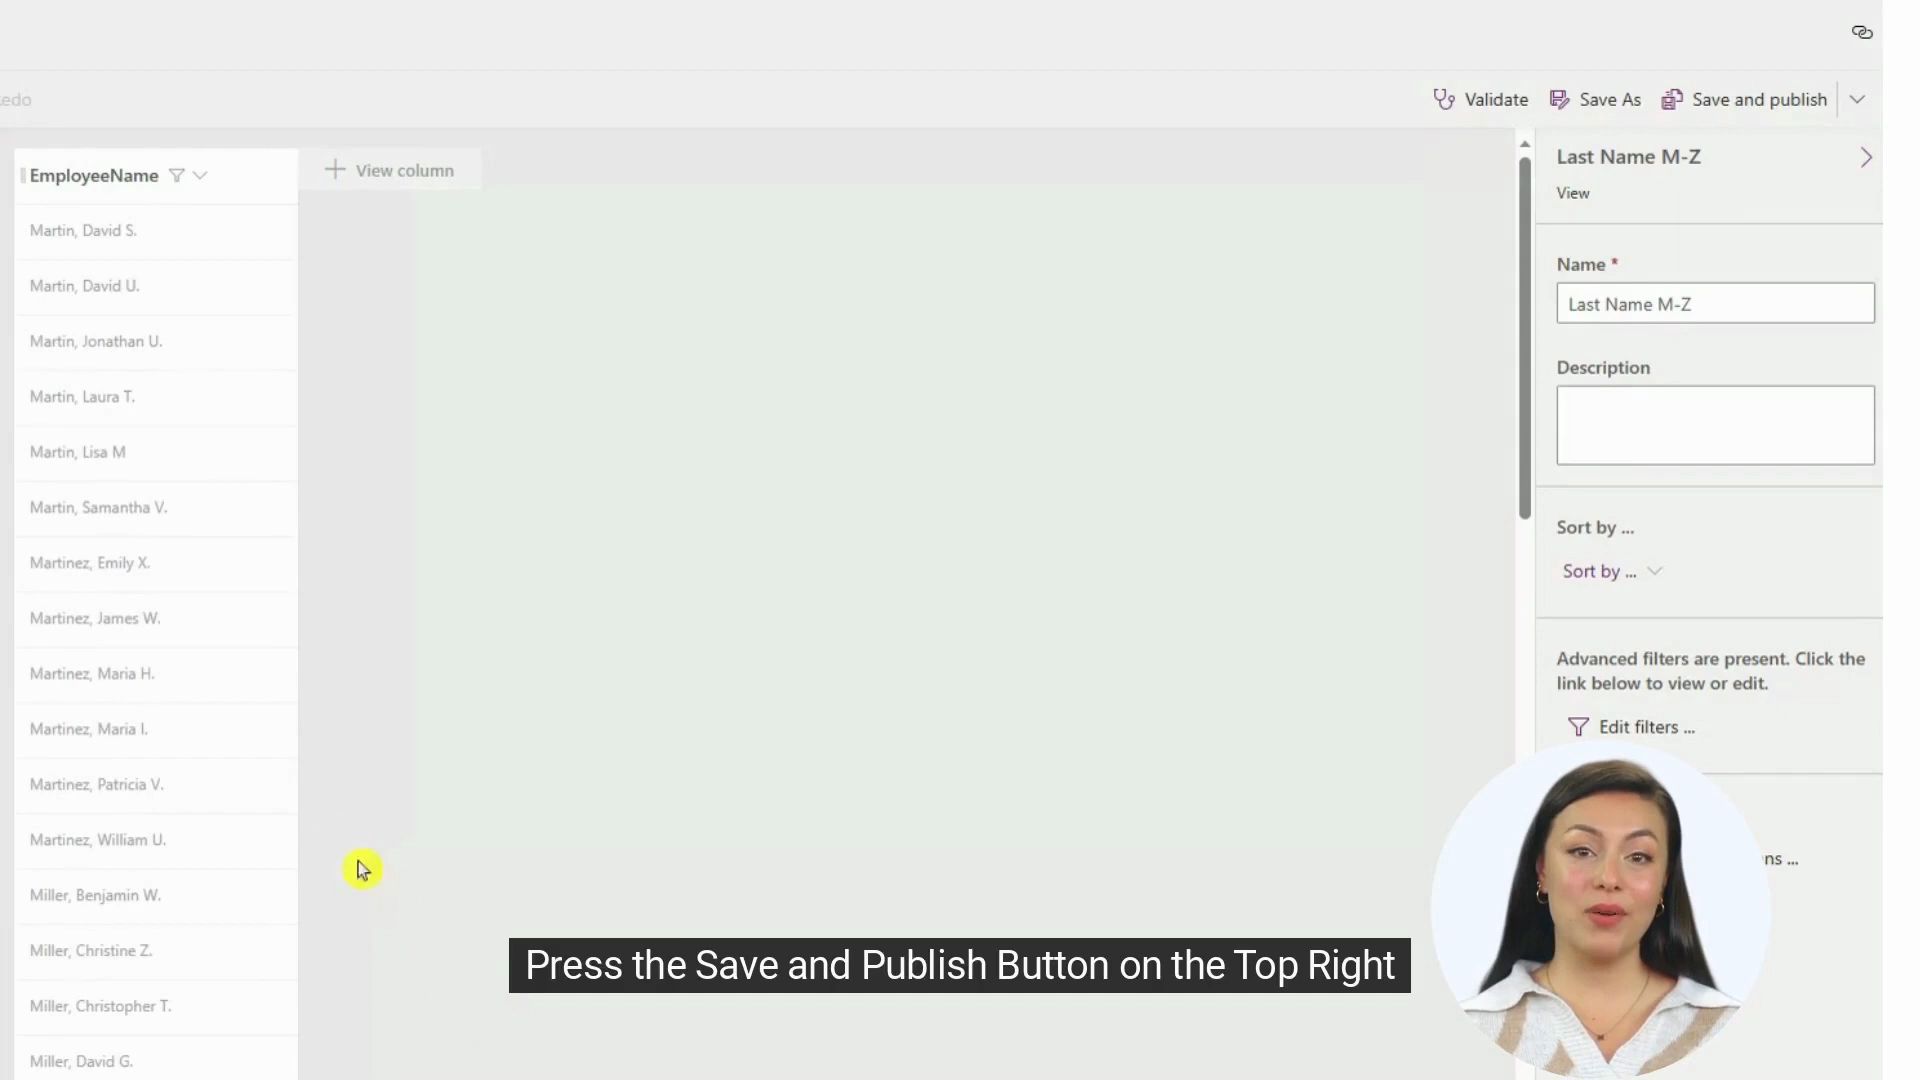 Validate
Save As
Save and publish
EmployeeName
View column
Martin, David S.
Martin, David U.
Martin, Jonathan U.
Martin, Laura T.
Martin, Lisa M
Martin, Samantha V.
Martinez, Emily X.
Martinez, James W.
Martinez, Maria H.
Martinez, Maria I.
Martinez, Patricia V.
Martinez, William U.
Miller, Benjamin W.
Miller, Christine Z.
Miller, Christopher T.
Miller, David G.
Last Name M-Z
View
Name *
Last Name M-Z
Description
Sort by ...
Sort by ...
Advanced filters are present. Click the
link below to view or edit.
Edit filters ...
Press the Save and Publish Button on the Top Right